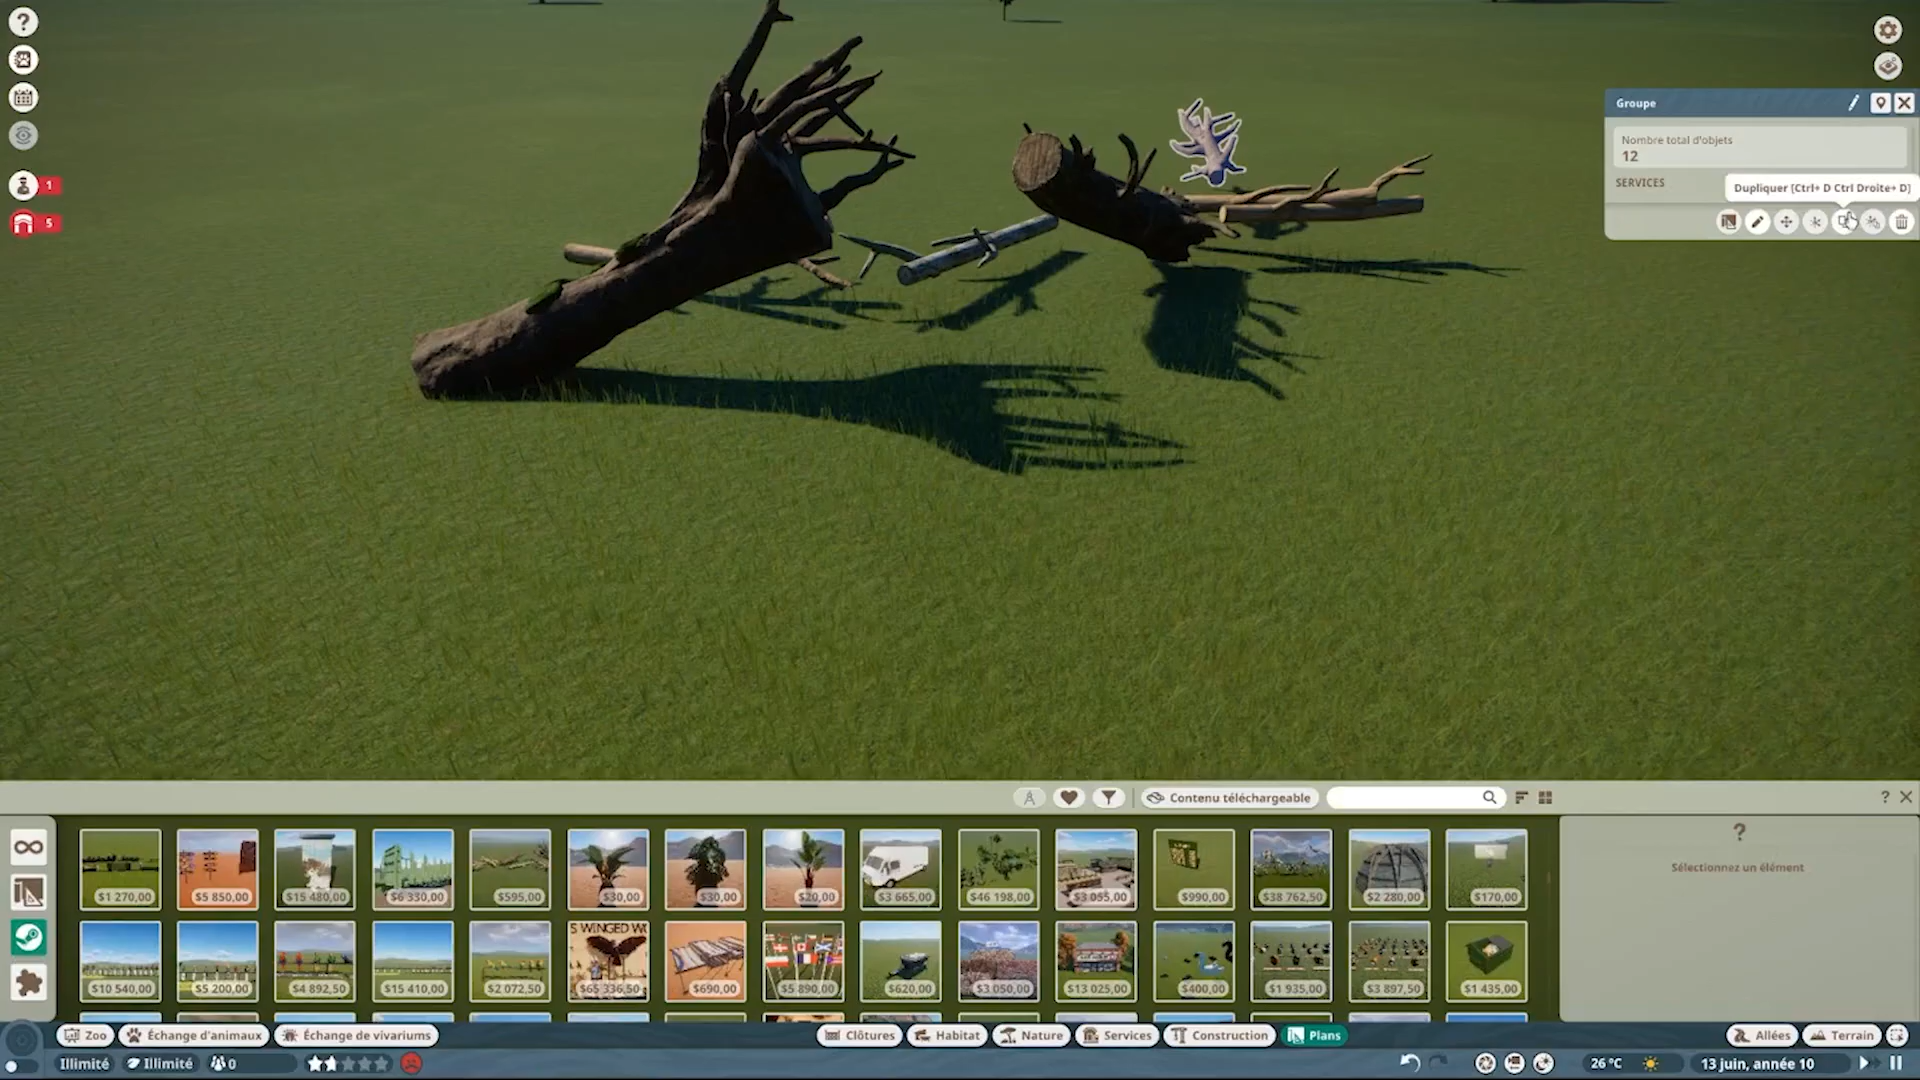 ?
1
5
Groupe
Nombre total d'objets
12
SERVICES
Dupliquer [Ctrl+ D Ctrl Droite+ D]
Contenu téléchargeable
?
?
Sélectionnez un élément
$1 270,00
$5 850,00
$15 480,00
$6 330,00
$595,00
$30,00
$30,00
$20,00
$3 665,00
$46 198,00
$3 055,00
$990,00
$38 762,50
$2 280,00
$170,00
S WINGED WO
$10 540,00
$5 200,00
$4 892,50
$15 410,00
$2 072,50
$65 336,50
$690,00
$5 890,00
$620,00
$3 050,00
$13 025,00
$400,00
$1 935,00
$3 897,50
$1 435,00
Zoo
Échange d'animaux
Échange de vivariums
Clôtures
Habitat
Nature
Services
Construction
Plans
Allées
Terrain
Illimité
Illimité
0
26 °C
13 juin, année 10